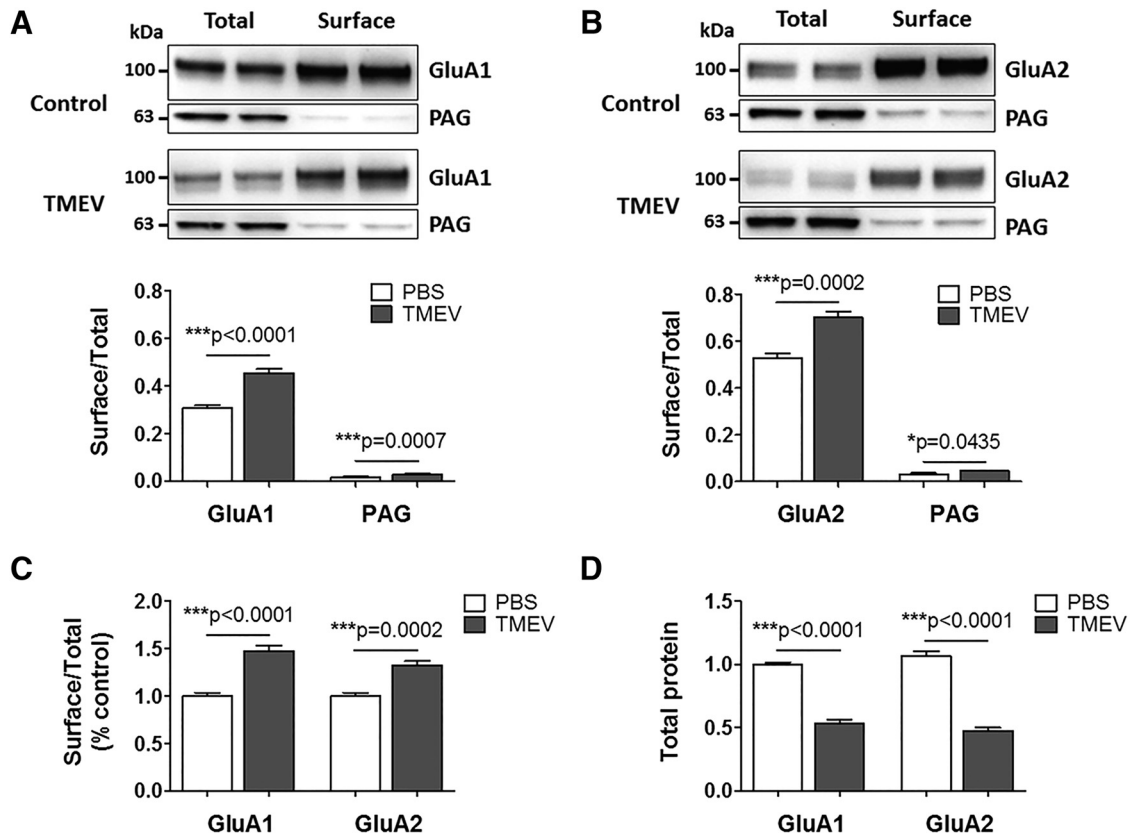 A
Total Surface
kDa
100 GluA1
Control
63 PAG
100 GluA1
TMEV
63 PAG
0.8
0.6
0.4
0.2
0.0
Surface/Total
PBS
TMEV
***p<0.0001
***p=0.0007
GluA1 PAG
B
Total Surface
kDa
100 GluA2
Control
63 PAG
100 GluA2
TMEV
63 PAG
0.8
0.6
0.4
0.2
0.0
Surface/Total
PBS
TMEV
***p=0.0002
*p=0.0435
GluA2 PAG
C
2.0
1.5
1.0
0.5
0.0
Surface/Total
(% control)
PBS
TMEV
***p<0.0001
***p=0.0002
GluA1 GluA2
D
1.5
1.0
0.5
0.0
Total protein
PBS
TMEV
***p<0.0001
***p<0.0001
GluA1 GluA2